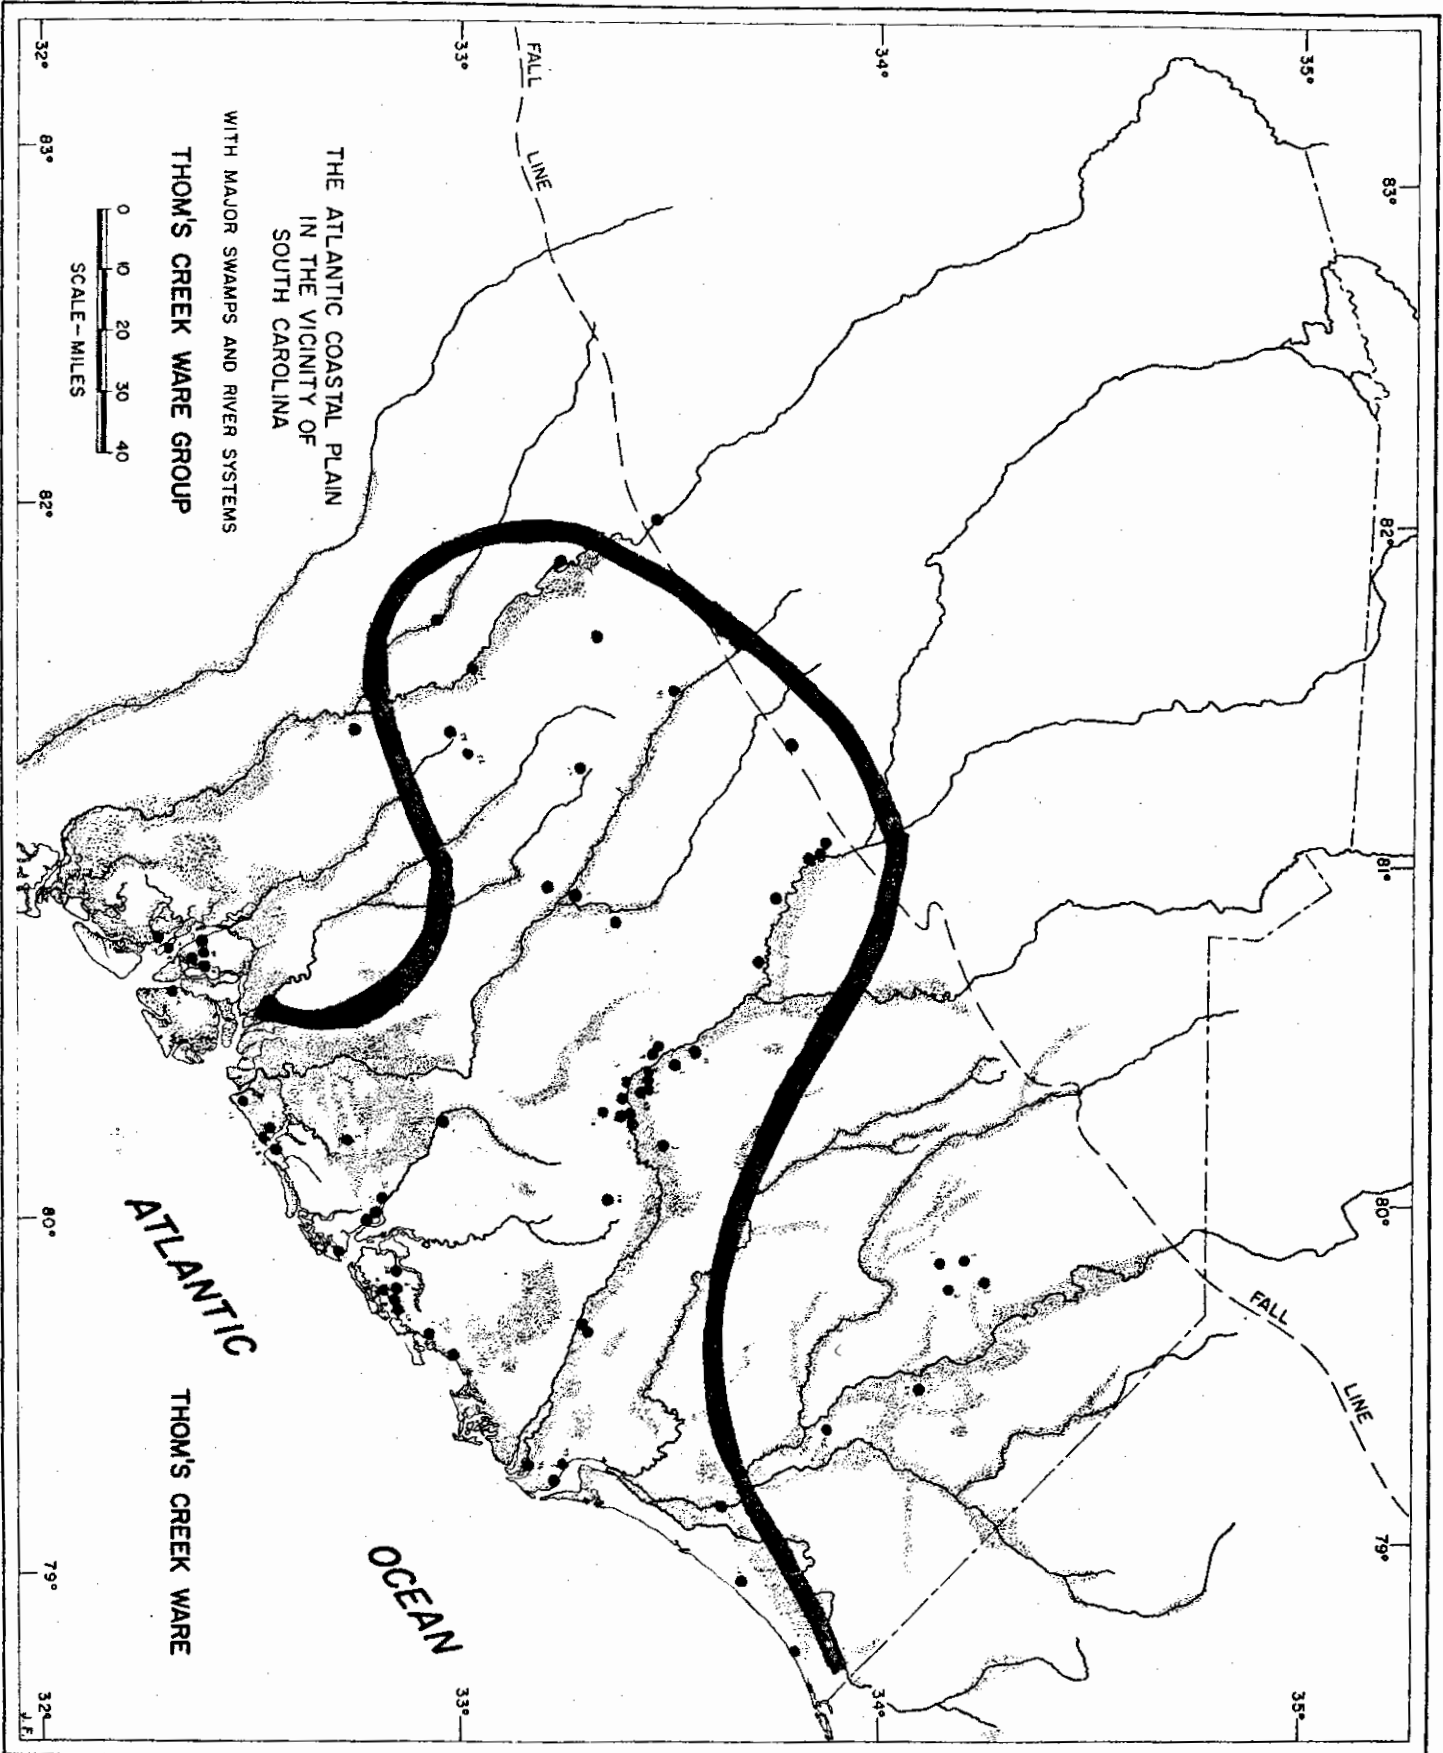 THE ATLANTIC COASTAL PLAIN
IN THE VICINITY OF
SOUTH CAROLINA
WITH MAJOR SWAMPS AND RIVER SYSTEMS
THOM'S CREEK WARE GROUP
0 10 20 30 40
SCALE-MILES
FALL LINE
FALL LINE
ATLANTIC
OCEAN
THOM'S CREEK WARE
83°
82°
81°
80°
79°
35°
34°
33°
32°
35°
34°
33°
32°
83°
82°
80°
79°
J.F.